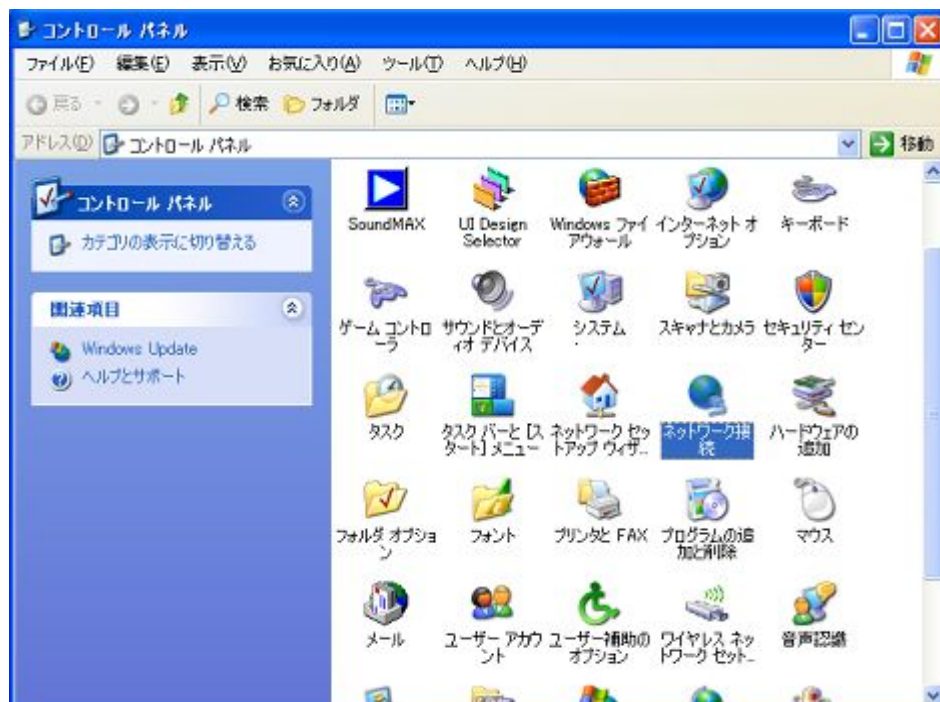 コントロール パネル
ファイル(F) 編集(E) 表示(V) お気に入り(A) ツール(T) ヘルプ(H)
戻る 検索 フォルダ
アドレス(D) コントロール パネル 移動
コントロール パネル
カテゴリの表示に切り替える
関連項目
Windows Update
ヘルプとサポート
SoundMAX
UI Design
Selector
Windows ファイ
アウォール
インターネット オ
プション
キーボード
ゲーム コントロ
ーラ
サウンドとオーデ
ィオ デバイス
システム
スキャナとカメラ
セキュリティ セン
ター
タスク
タスク バーと [ス
タート] メニュー
ネットワーク セッ
トアップ ウィザ...
ネットワーク接
続
ハードウェアの
追加
フォルダ オプショ
ン
フォント
プリンタと FAX
プログラムの追
加と削除
マウス
メール
ユーザー アカウ
ント
ユーザー補助の
オプション
ワイヤレス ネッ
トワーク セット...
音声認識